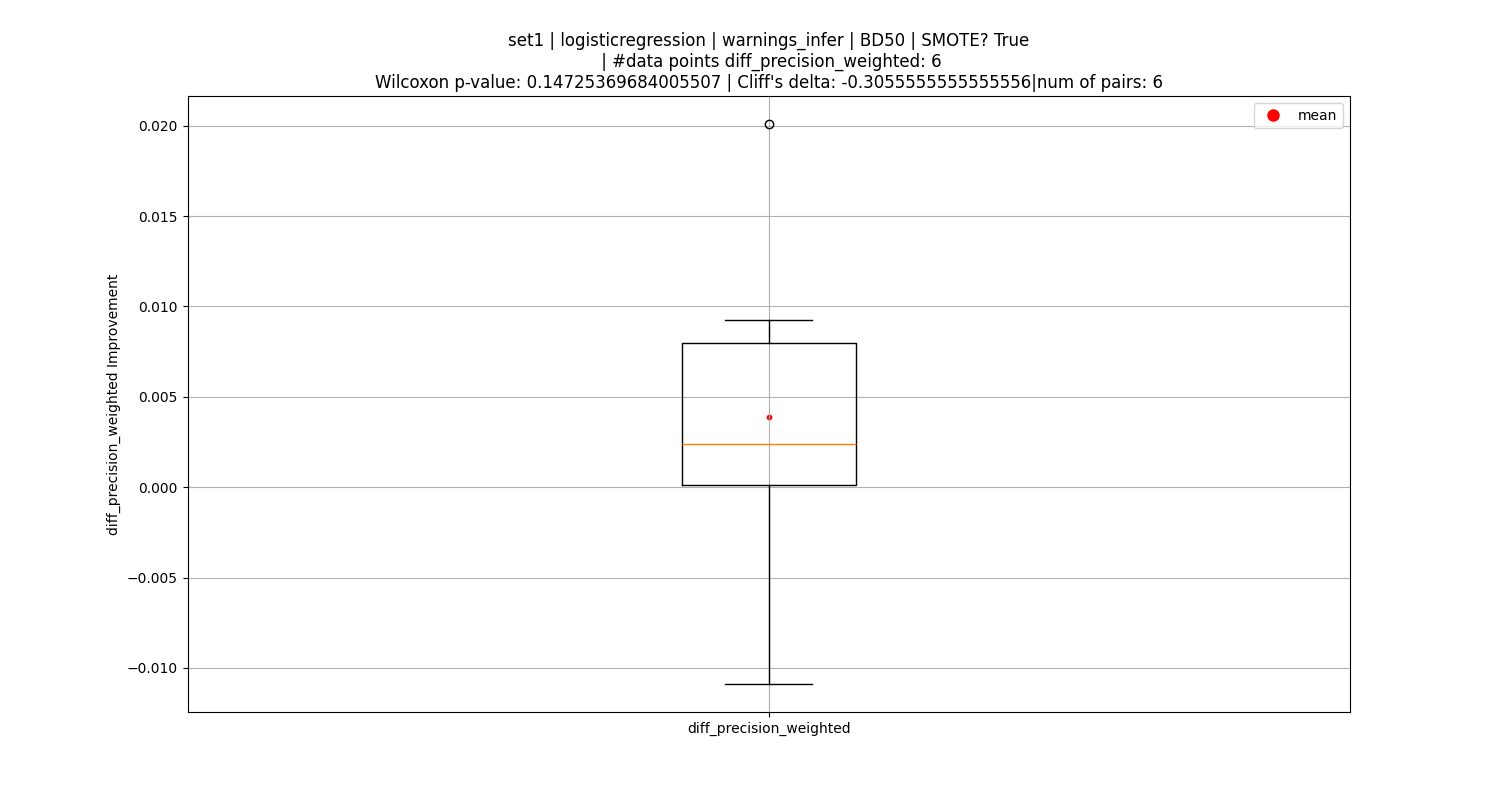 set1 | logisticregression | warnings_infer | BD50 | SMOTE? True
| #data points diff_precision_weighted: 6
Wilcoxon p-value: 0.14725369684005507 | Cliff's delta: -0.3055555555555556|num of pairs: 6
mean
0.020
0.015
0.010
0.005
0.000
−0.005
−0.010
diff_precision_weighted Improvement
diff_precision_weighted